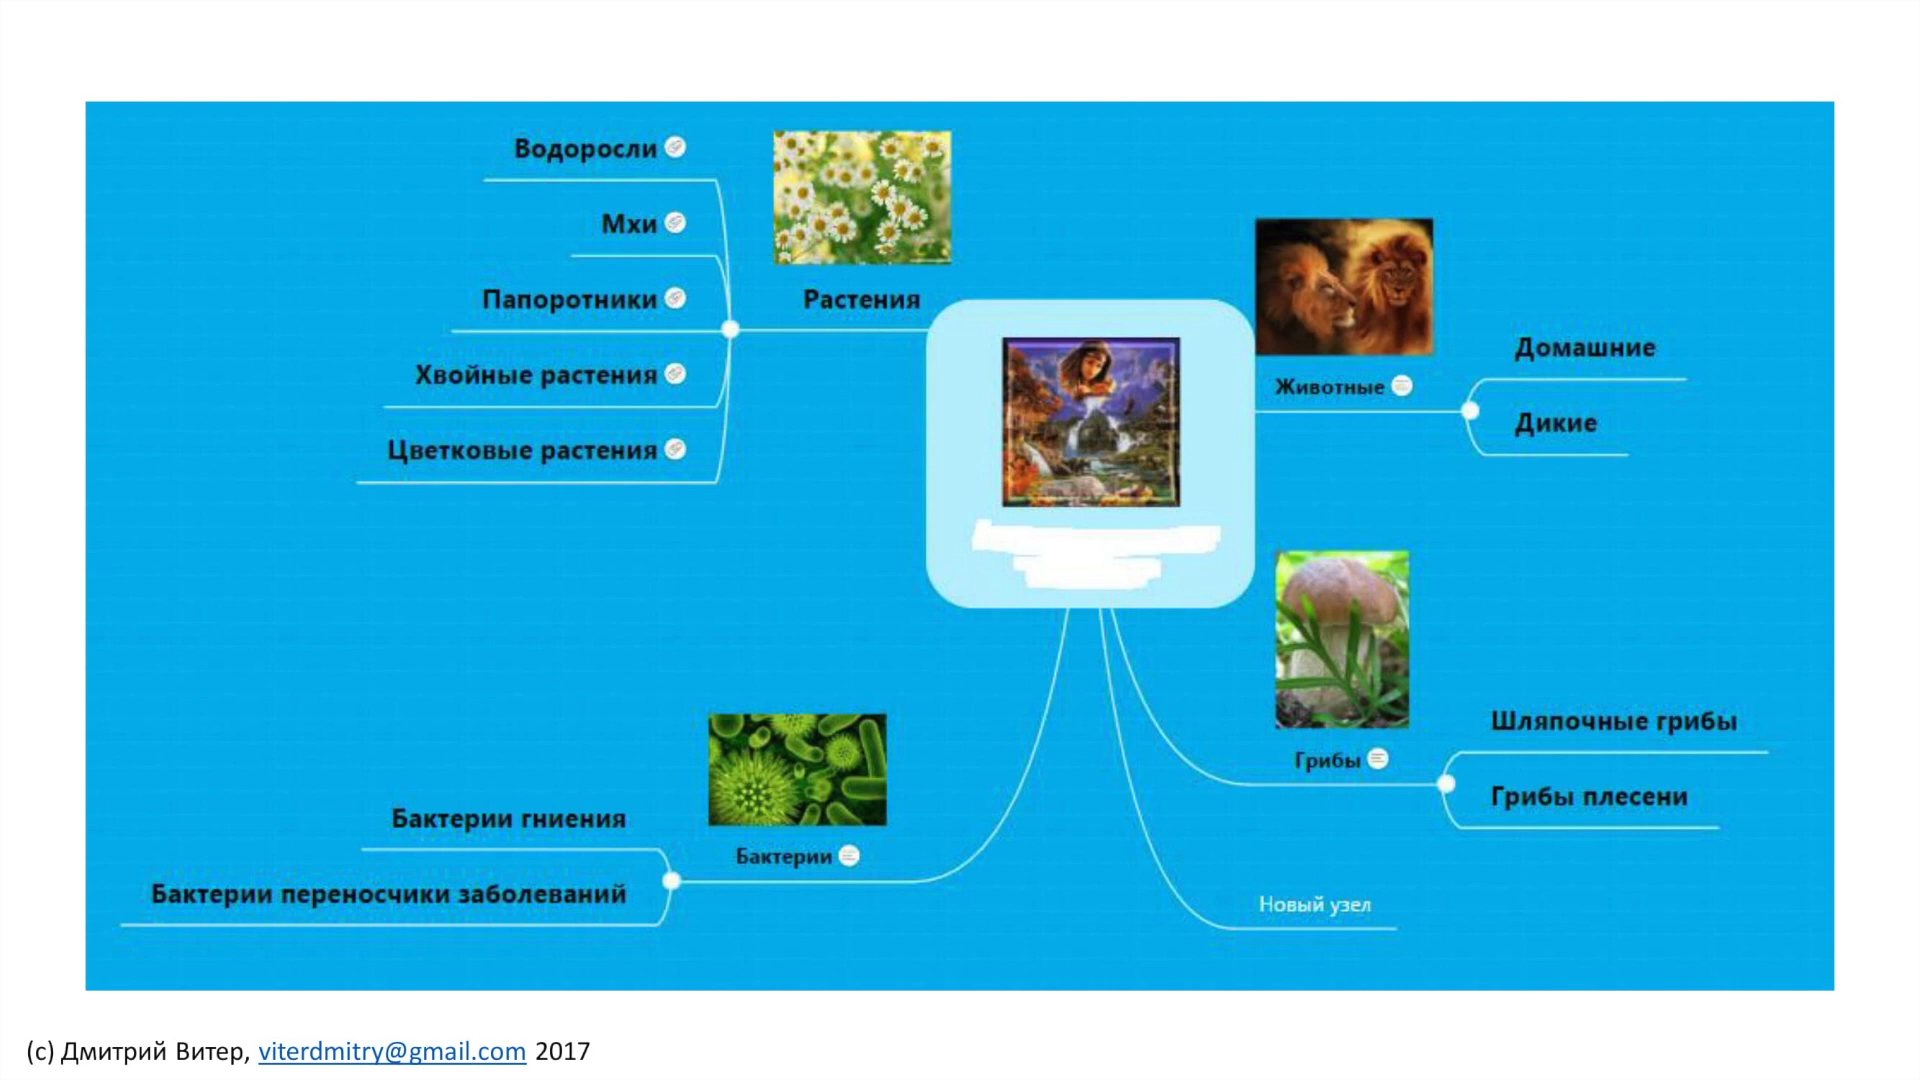 Водоросли
Мхи
Папоротники
Хвойные растения
Цветковые растения
Растения
Животные
Домашние
Дикие
Грибы
Шляпочные грибы
Грибы плесени
Новый узел
Бактерии
Бактерии гниения
Бактерии переносчики заболеваний
(c) Дмитрий Витер, viterdmitry@gmail.com 2017